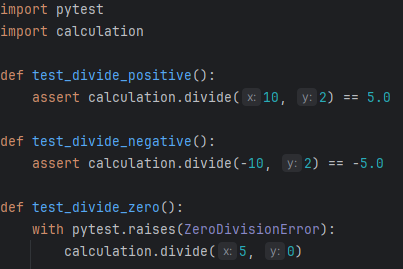 import pytest
import calculation
def test_divide_positive():
    assert calculation.divide(x: 10, y: 2) == 5.0
def test_divide_negative():
    assert calculation.divide(-10, y: 2) == -5.0
def test_divide_zero():
    with pytest.raises(ZeroDivisionError):
        calculation.divide(x: 5, y: 0)